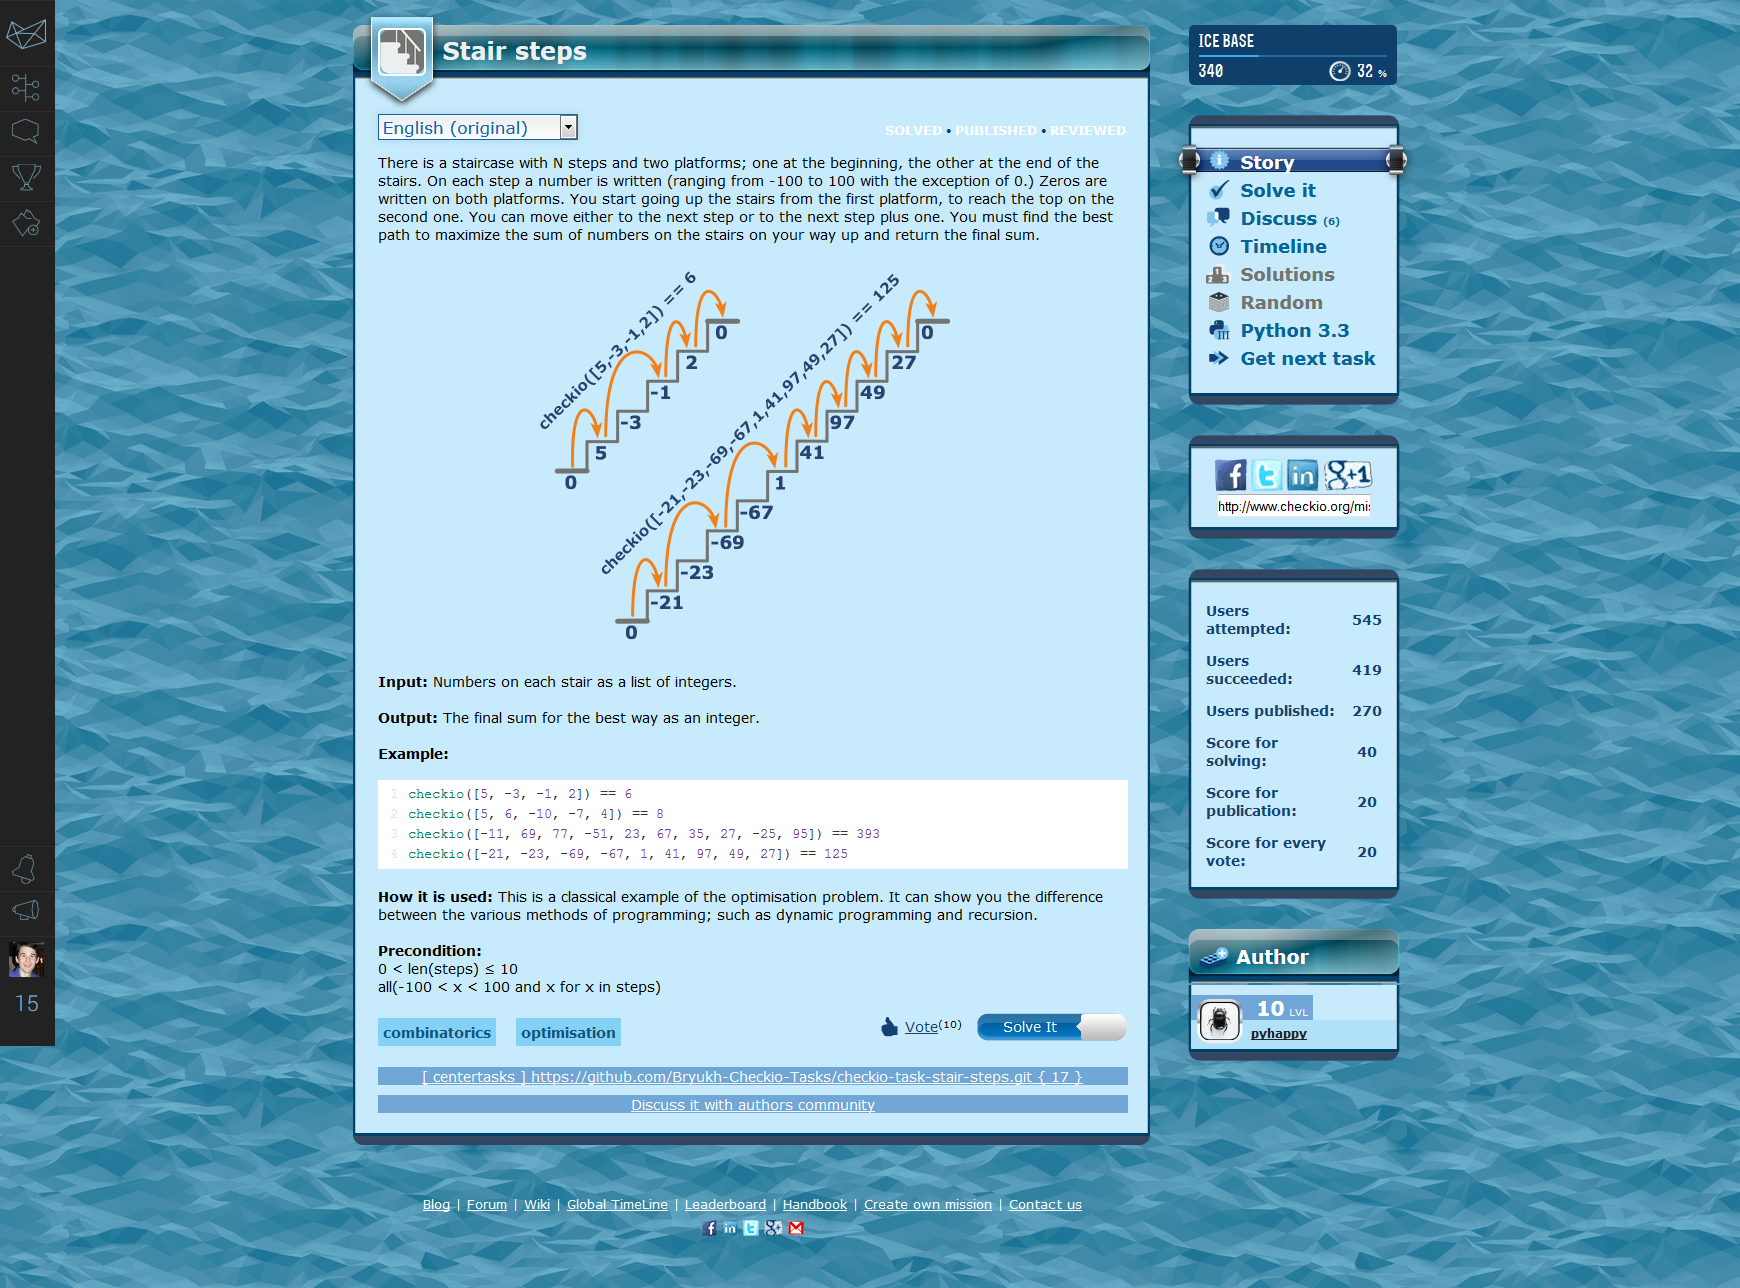 Stair steps
English (original)
SOLVED • PUBLISHED • REVIEWED
There is a staircase with N steps and two platforms; one at the beginning, the other at the end of the
stairs. On each step a number is written (ranging from -100 to 100 with the exception of 0.) Zeros are
written on both platforms. You start going up the stairs from the first platform, to reach the top on the
second one. You can move either to the next step or to the next step plus one. You must find the best
path to maximize the sum of numbers on the stairs on your way up and return the final sum.
checkio([5,-3,-1,2]) == 6
0
5
-3
-1
2
0
checkio([-21,-23,-69,-67,1,41,97,49,27]) == 125
0
-21
-23
-69
-67
1
41
97
49
27
0
Input: Numbers on each stair as a list of integers.
Output: The final sum for the best way as an integer.
Example:
1 checkio([5, -3, -1, 2]) == 6
2 checkio([5, 6, -10, -7, 4]) == 8
3 checkio([-11, 69, 77, -51, 23, 67, 35, 27, -25, 95]) == 393
4 checkio([-21, -23, -69, -67, 1, 41, 97, 49, 27]) == 125
How it is used: This is a classical example of the optimisation problem. It can show you the difference
between the various methods of programming; such as dynamic programming and recursion.
Precondition:
0 < len(steps) ≤ 10
all(-100 < x < 100 and x for x in steps)
combinatorics optimisation
Vote(10) Solve It
[ centertasks ] https://github.com/Bryukh-Checkio-Tasks/checkio-task-stair-steps.git { 17 }
Discuss it with authors community
ICE BASE
340 32 %
Story
Solve it
Discuss (6)
Timeline
Solutions
Random
Python 3.3
Get next task
+1
http://www.checkio.org/mi
Users
attempted: 545
Users
succeeded: 419
Users published: 270
Score for
solving: 40
Score for
publication: 20
Score for every
vote: 20
Author
10 LVL
pyhappy
15
Blog | Forum | Wiki | Global TimeLine | Leaderboard | Handbook | Create own mission | Contact us